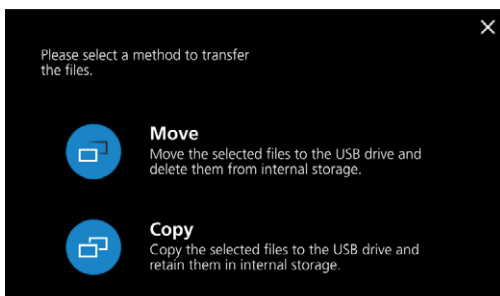 Please select a method to transfer
the files.
Move
Move the selected files to the USB drive and
delete them from internal storage.
Copy
Copy the selected files to the USB drive and
retain them in internal storage.